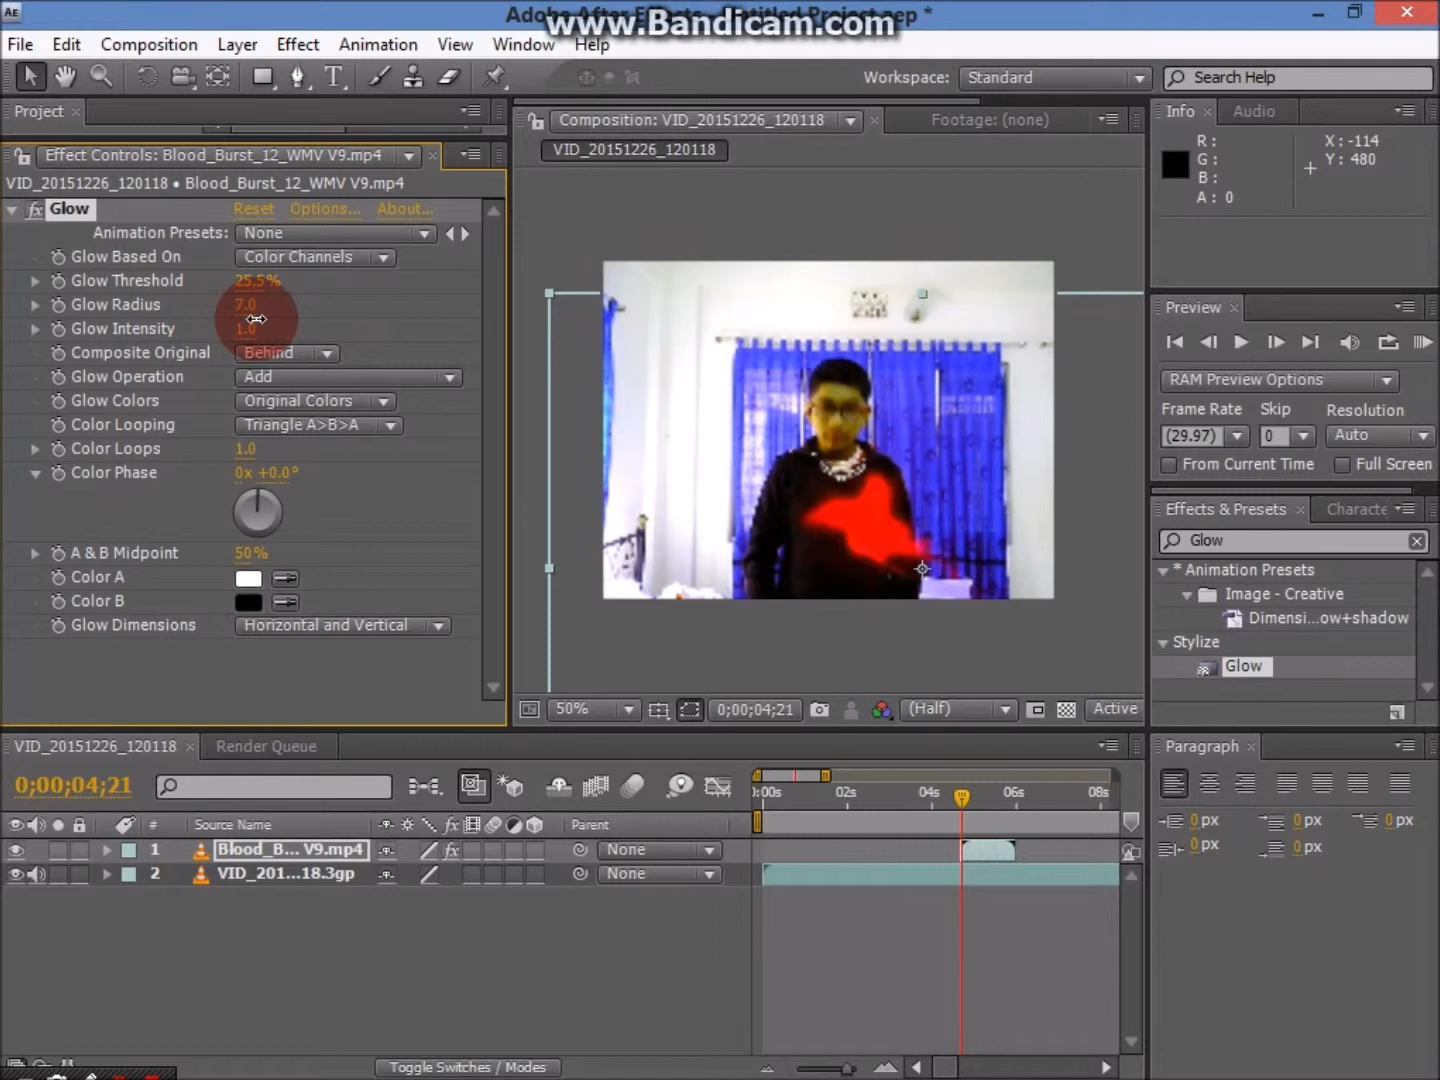 Ae
Adobe After Effects - Untitled Project.aep *
www.Bandicam.com
File Edit Composition Layer Effect Animation View Window Help
Workspace: Standard Search Help
Project
Effect Controls: Blood_Burst_12_WMV V9.mp4
VID_20151226_120118 • Blood_Burst_12_WMV V9.mp4
fx Glow Reset Options... About...
Animation Presets: None
Glow Based On Color Channels
Glow Threshold 25.5%
Glow Radius 7.0
Glow Intensity 1.0
Composite Original Behind
Glow Operation Add
Glow Colors Original Colors
Color Looping Triangle A>B>A
Color Loops 1.0
Color Phase 0x +0.0°
A & B Midpoint 50%
Color A
Color B
Glow Dimensions Horizontal and Vertical
Composition: VID_20151226_120118 Footage: (none)
VID_20151226_120118
50% 0;00;04;21 (Half) Active
Info Audio
R :
G :
B :
A : 0
X : -114
Y : 480
Preview
RAM Preview Options
Frame Rate Skip Resolution
(29.97) 0 Auto
From Current Time Full Screen
Effects & Presets Characte
Glow
* Animation Presets
Image - Creative
Dimensi...ow+shadow
Stylize
Glow
VID_20151226_120118 Render Queue
0;00;04;21
):00s 02s 04s 06s 08s
# Source Name fx Parent
1 Blood_B... V9.mp4 fx None
2 VID_201...18.3gp None
Toggle Switches / Modes
Paragraph
0 px 0 px 0 px
0 px 0 px